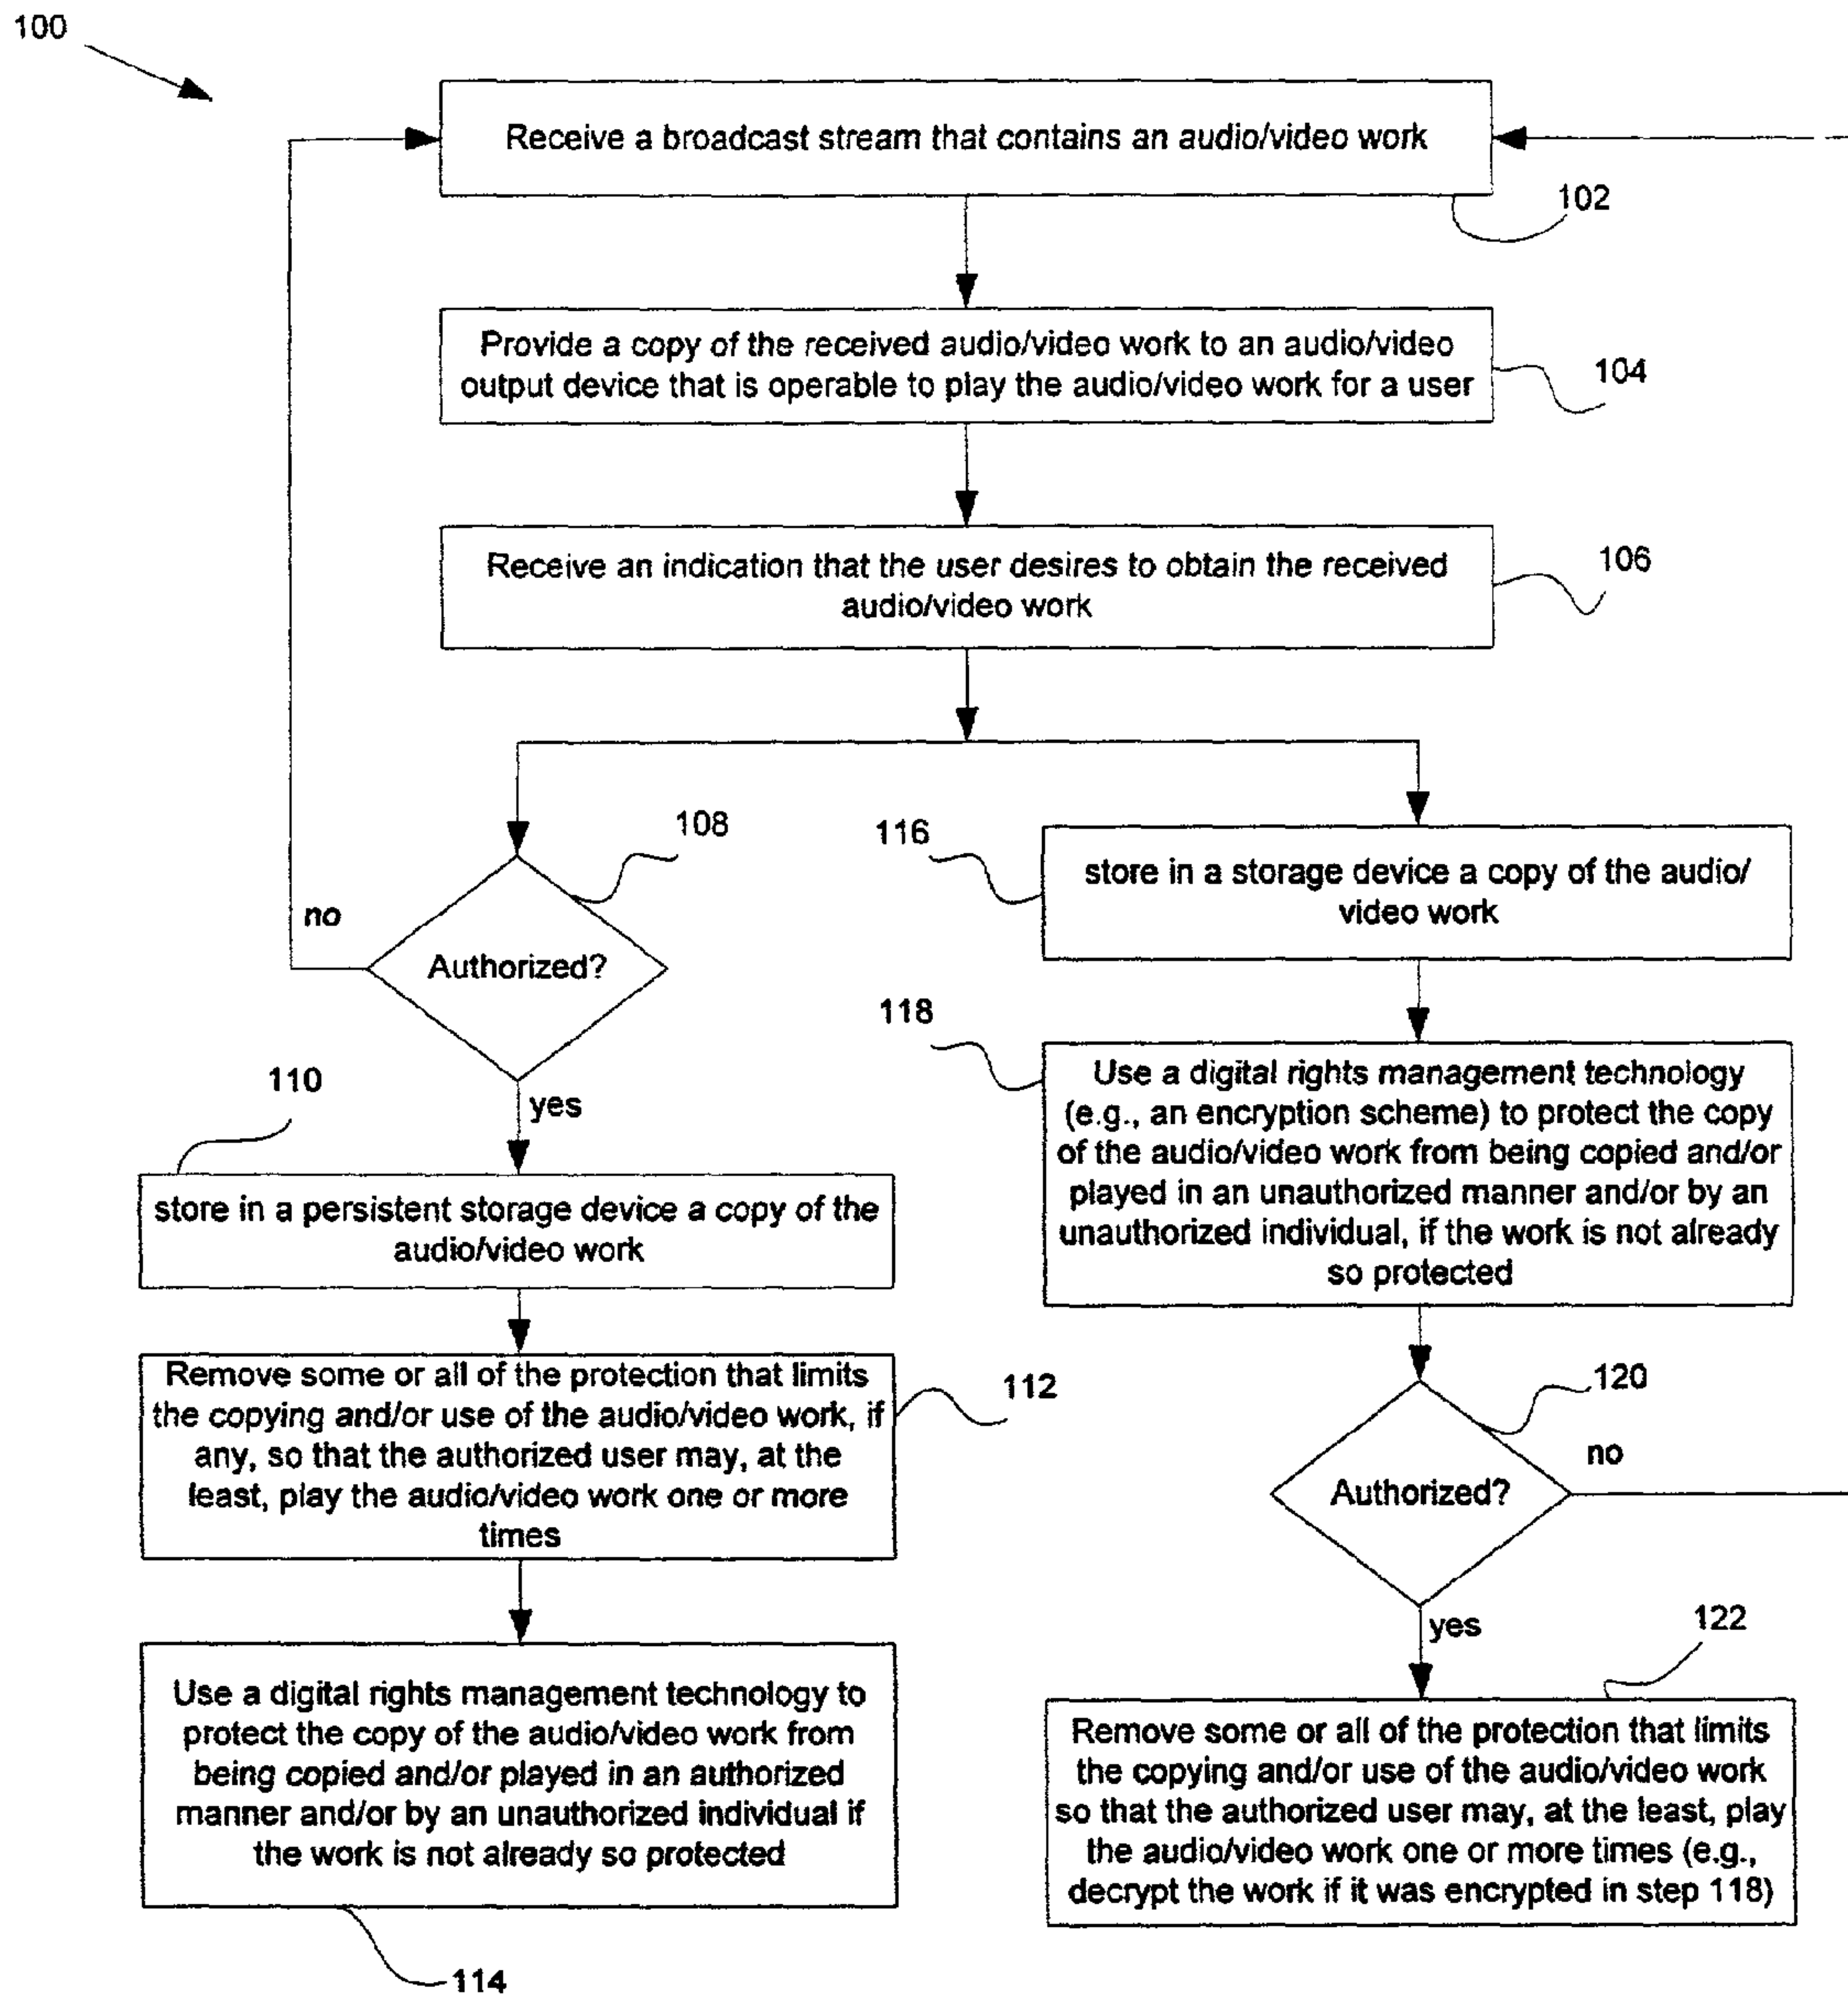 100
Receive a broadcast stream that contains an audio/video work
102
Provide a copy of the received audio/video work to an audio/video
output device that is operable to play the audio/video work for a user
104
Receive an indication that the user desires to obtain the received
audio/video work
106
108
Authorized?
no
yes
110
store in a persistent storage device a copy of the
audio/video work
Remove some or all of the protection that limits
the copying and/or use of the audio/video work, if
any, so that the authorized user may, at the
least, play the audio/video work one or more
times
112
Use a digital rights management technology to
protect the copy of the audio/video work from
being copied and/or played in an authorized
manner and/or by an unauthorized individual if
the work is not already so protected
114
116
store in a storage device a copy of the audio/
video work
118
Use a digital rights management technology
(e.g., an encryption scheme) to protect the copy
of the audio/video work from being copied and/or
played in an unauthorized manner and/or by an
unauthorized individual, if the work is not already
so protected
120
Authorized?
no
yes
122
Remove some or all of the protection that limits
the copying and/or use of the audio/video work
so that the authorized user may, at the least, play
the audio/video work one or more times (e.g.,
decrypt the work if it was encrypted in step 118)